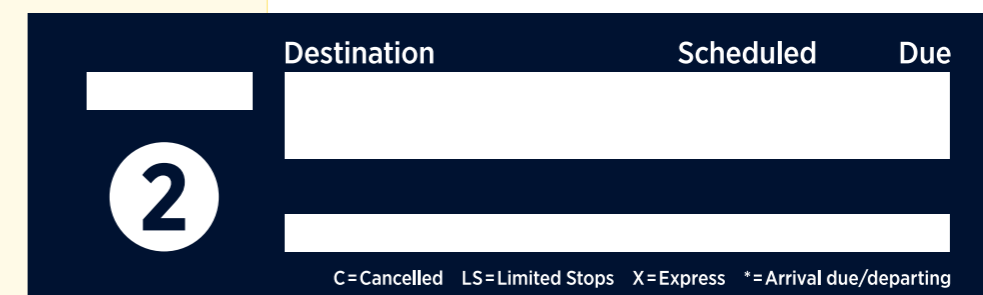 Destination Scheduled Due
2
C=Cancelled LS=Limited Stops X=Express *=Arrival due/departing